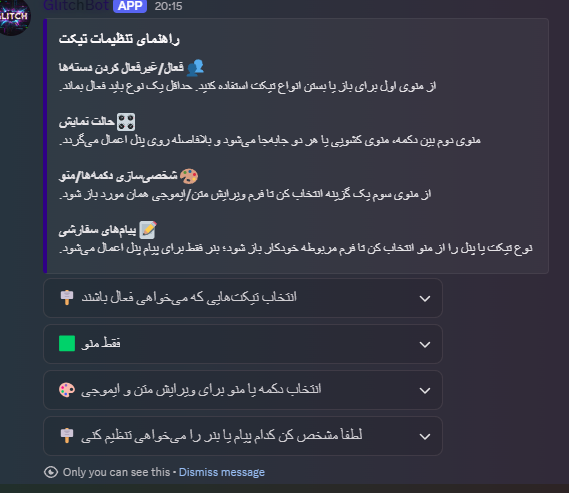 GlitchBot APP 20:15
GLITCH
راهنمای تنظیمات تیکت
فعال/غیرفعال کردن دسته‌ها
از منوی اول برای باز یا بستن انواع تیکت استفاده کنید. حداقل یک نوع باید فعال بماند.
حالت نمایش
منوی دوم بین دکمه، منوی کشویی یا هر دو جابه‌جا می‌شود و بلافاصله روی پنل اعمال می‌گردد.
شخصی‌سازی دکمه‌ها/منو
از منوی سوم یک گزینه انتخاب کن تا فرم ویرایش متن/ایموجی همان مورد باز شود.
پیام‌های سفارشی
نوع تیکت یا پنل را از منو انتخاب کن تا فرم مربوطه خودکار باز شود؛ بنر فقط برای پیام پنل اعمال می‌شود.
انتخاب تیکت‌هایی که می‌خواهی فعال باشند
فقط منو
انتخاب دکمه یا منو برای ویرایش متن و ایموجی
لطفاً مشخص کن کدام پیام یا بنر را می‌خواهی تنظیم کنی
Only you can see this • Dismiss message